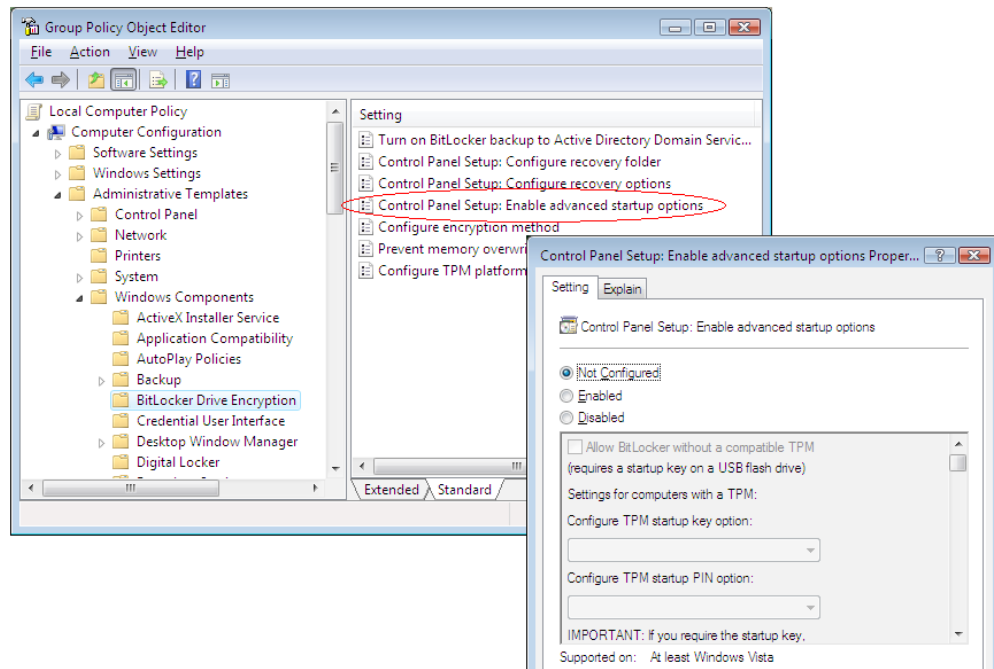 Group Policy Object Editor
File Action View Help
Local Computer Policy
Computer Configuration
Software Settings
Windows Settings
Administrative Templates
Control Panel
Network
Printers
System
Windows Components
ActiveX Installer Service
Application Compatibility
AutoPlay Policies
Backup
BitLocker Drive Encryption
Credential User Interface
Desktop Window Manager
Digital Locker
Setting
Turn on BitLocker backup to Active Directory Domain Servic...
Control Panel Setup: Configure recovery folder
Control Panel Setup: Configure recovery options
Control Panel Setup: Enable advanced startup options
Configure encryption method
Prevent memory overwri
Configure TPM platform
Extended Standard
Control Panel Setup: Enable advanced startup options Proper...
Setting Explain
Control Panel Setup: Enable advanced startup options
Not Configured
Enabled
Disabled
Allow BitLocker without a compatible TPM
(requires a startup key on a USB flash drive)
Settings for computers with a TPM:
Configure TPM startup key option:
Configure TPM startup PIN option:
IMPORTANT: If you require the startup key,
Supported on: At least Windows Vista